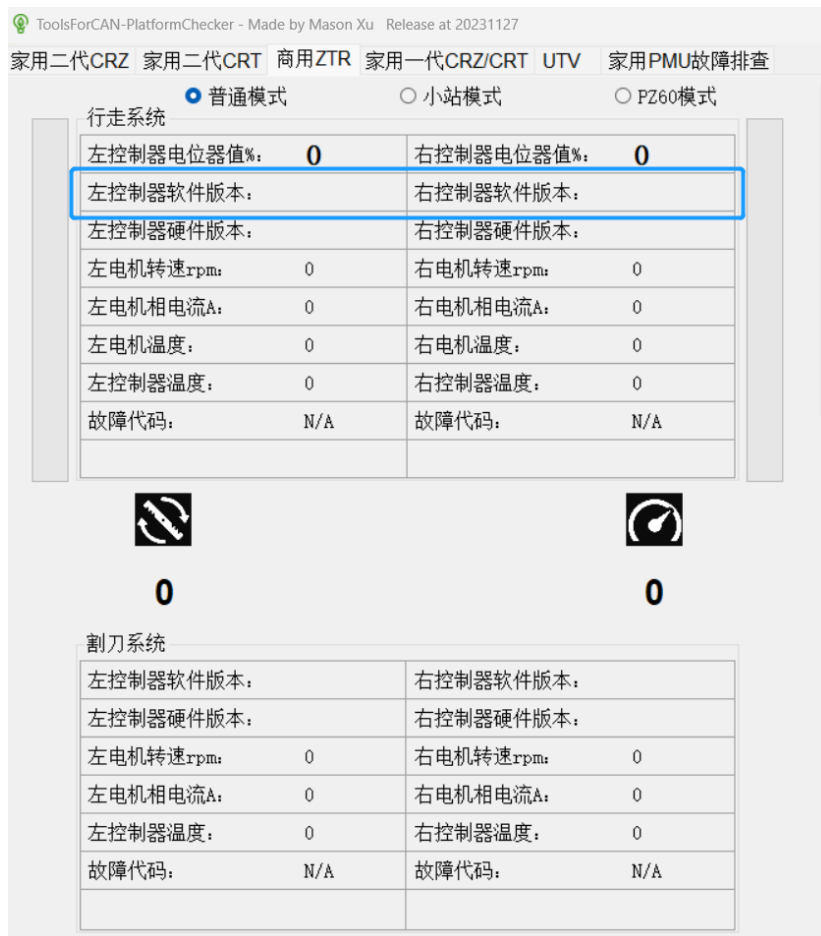 ToolsForCAN-PlatformChecker - Made by Mason Xu   Release at 20231127
家用二代CRZ 家用二代CRT 商用ZTR 家用一代CRZ/CRT UTV 家用PMU故障排查
普通模式 小站模式 PZ60模式
行走系统
左控制器电位器值%: 0 右控制器电位器值%: 0
左控制器软件版本: 右控制器软件版本:
左控制器硬件版本: 右控制器硬件版本:
左电机转速rpm: 0 右电机转速rpm: 0
左电机相电流A: 0 右电机相电流A: 0
左电机温度: 0 右电机温度: 0
左控制器温度: 0 右控制器温度: 0
故障代码: N/A 故障代码: N/A
0 0
割刀系统
左控制器软件版本: 右控制器软件版本:
左控制器硬件版本: 右控制器硬件版本:
左电机转速rpm: 0 右电机转速rpm: 0
左电机相电流A: 0 右电机相电流A: 0
左控制器温度: 0 右控制器温度: 0
故障代码: N/A 故障代码: N/A